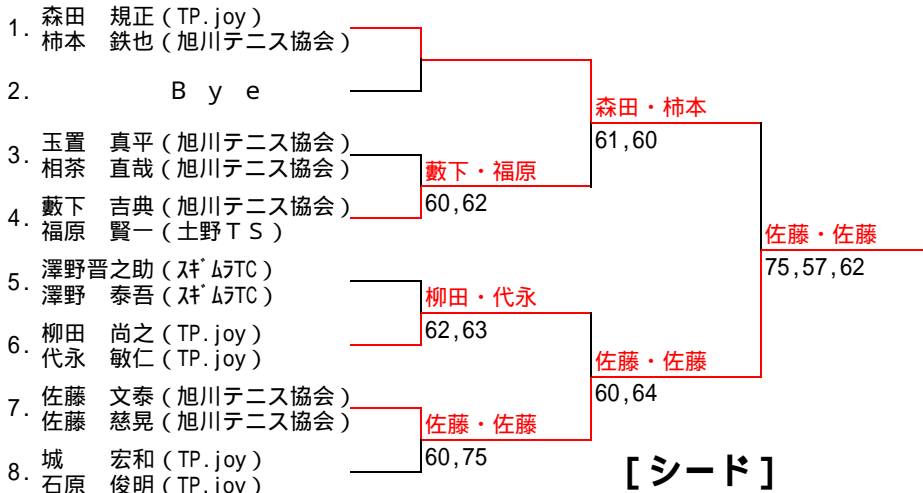 1. 森田　規正（TP.joy）
柿本　鉄也（旭川テニス協会）
2. Ｂｙｅ
3. 玉置　真平（旭川テニス協会）
相茶　直哉（旭川テニス協会）
4. 藪下　吉典（旭川テニス協会）
福原　賢一（土野ＴＳ）
5. 澤野晋之助（ｽｷﾞﾑﾗTC）
澤野　泰吾（ｽｷﾞﾑﾗTC）
6. 柳田　尚之（TP.joy）
代永　敏仁（TP.joy）
7. 佐藤　文泰（旭川テニス協会）
佐藤　慈晃（旭川テニス協会）
8. 城　　宏和（TP.joy）
石原　俊明（TP.joy）
藪下・福原
60,62
柳田・代永
62,63
佐藤・佐藤
60,75
森田・柿本
61,60
佐藤・佐藤
60,64
佐藤・佐藤
75,57,62
[シード]